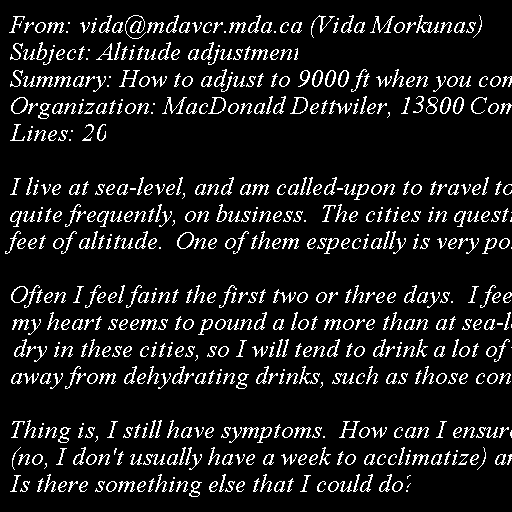 From: vida@mdavcr.mda.ca (Vida Morkunas)
Subject: Altitude adjustment
Summary: How to adjust to 9000 ft when you com
Organization: MacDonald Dettwiler, 13800 Com
Lines: 20
I live at sea-level, and am called-upon to travel to
quite frequently, on business. The cities in questi
feet of altitude. One of them especially is very po
Often I feel faint the first two or three days. I fee
my heart seems to pound a lot more than at sea-l
dry in these cities, so I will tend to drink a lot of
away from dehydrating drinks, such as those con
Thing is, I still have symptoms. How can I ensure
(no, I don't usually have a week to acclimatize) an
Is there something else that I could do?